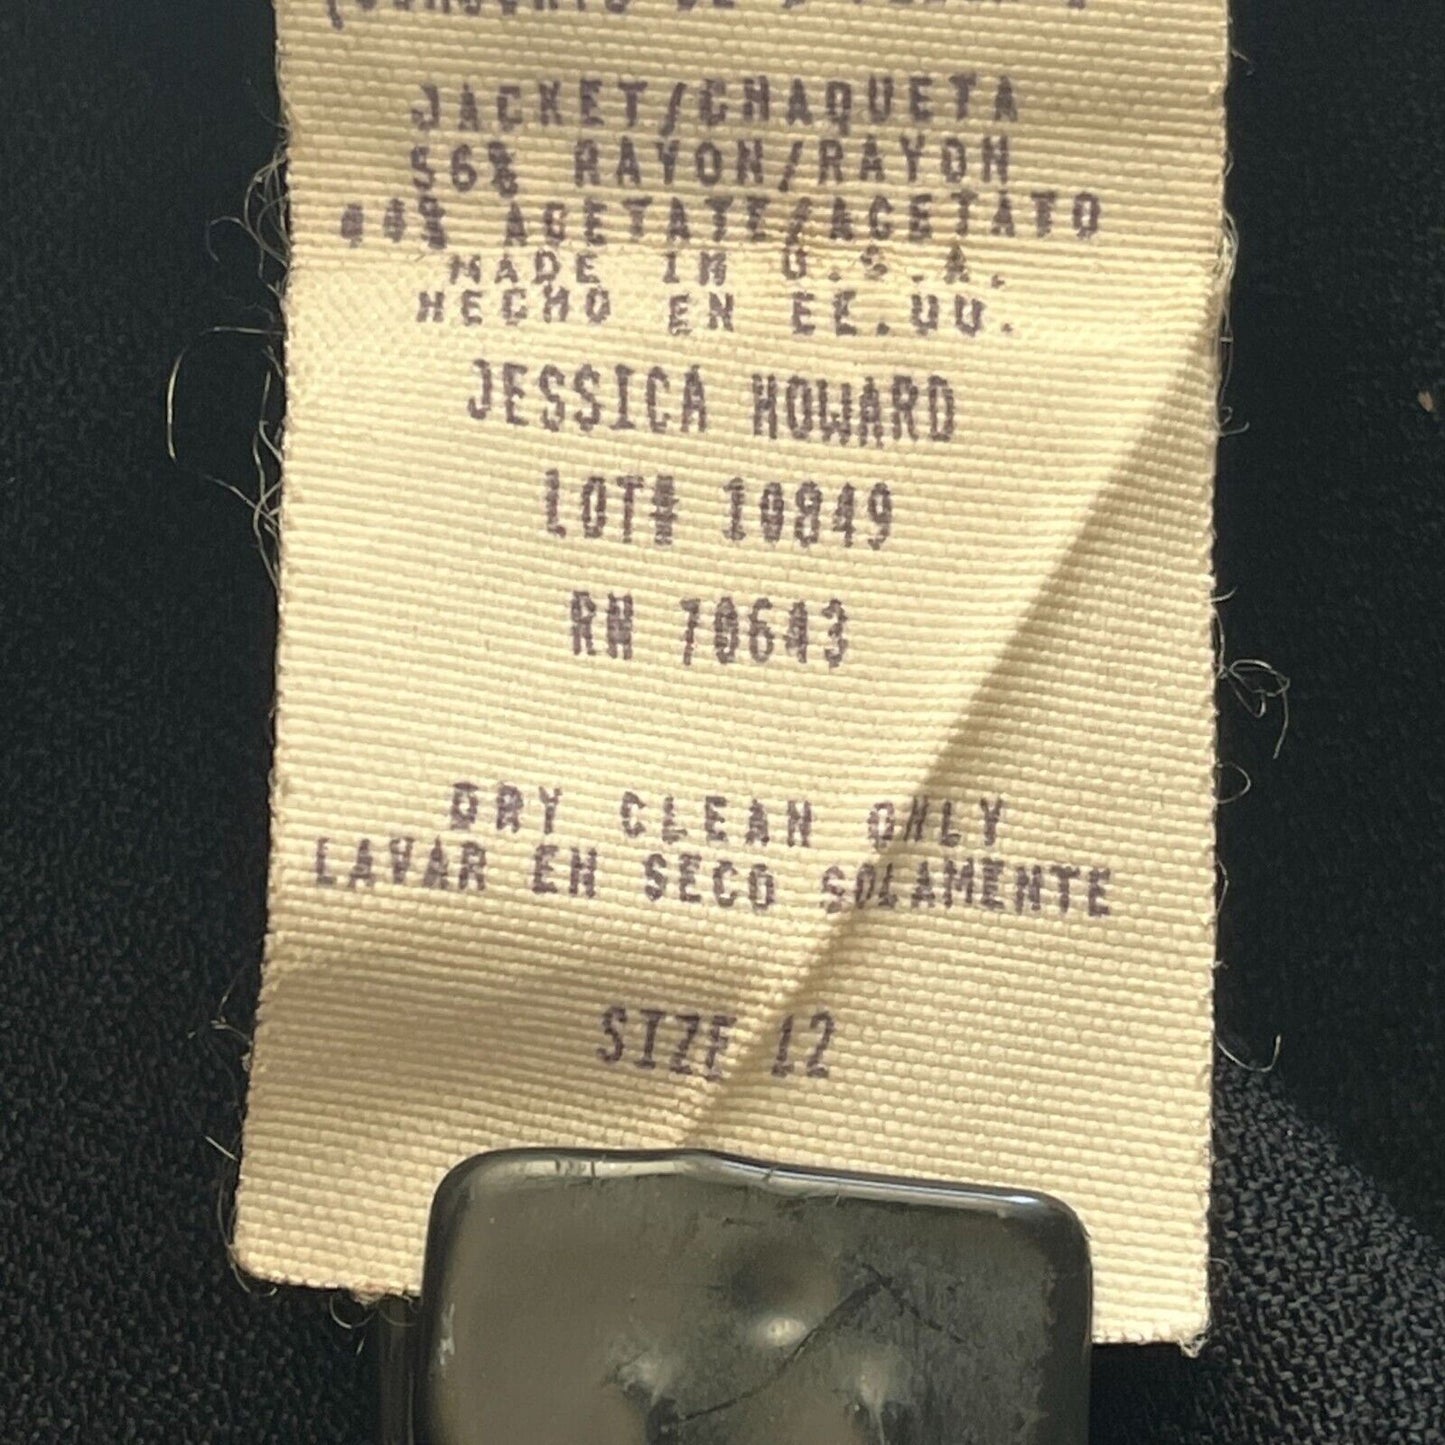 JACKET/CHAQUETA
56% RAYON/RAYON
44% ACETATE/ACETATO
MADE IN U.S.A.
HECHO EN EE.UU.
JESSICA HOWARD
LOT# 10849
RN 70643
DRY CLEAN ONLY
LAVAR EN SECO SOLAMENTE
SIZE 12